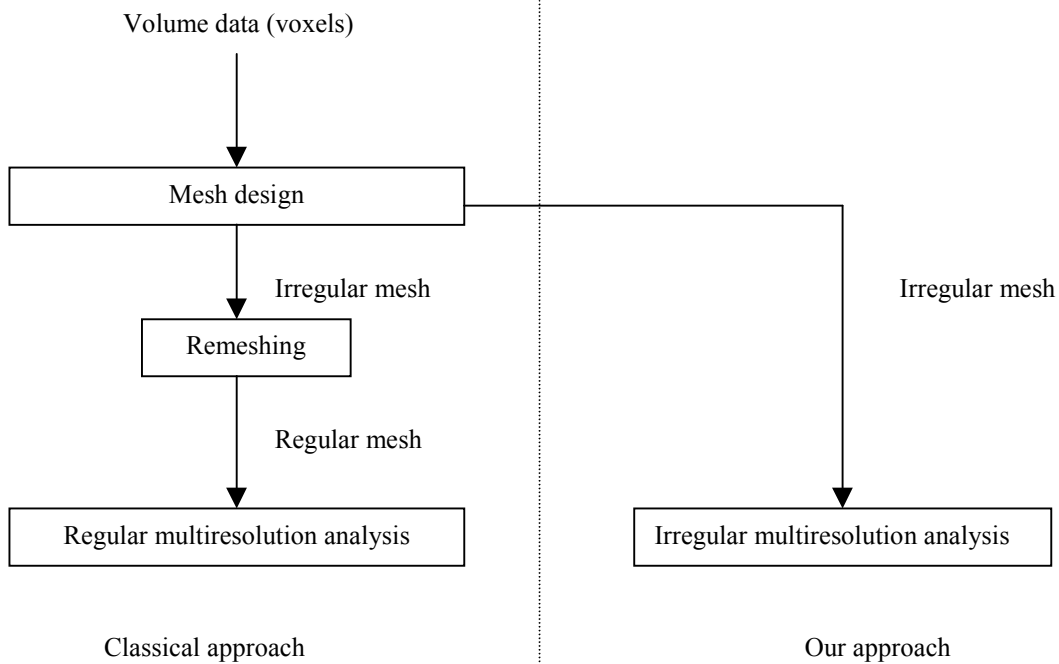 Volume data (voxels)
Mesh design
Irregular mesh
Irregular mesh
Remeshing
Regular mesh
Regular multiresolution analysis
Irregular multiresolution analysis
Classical approach
Our approach